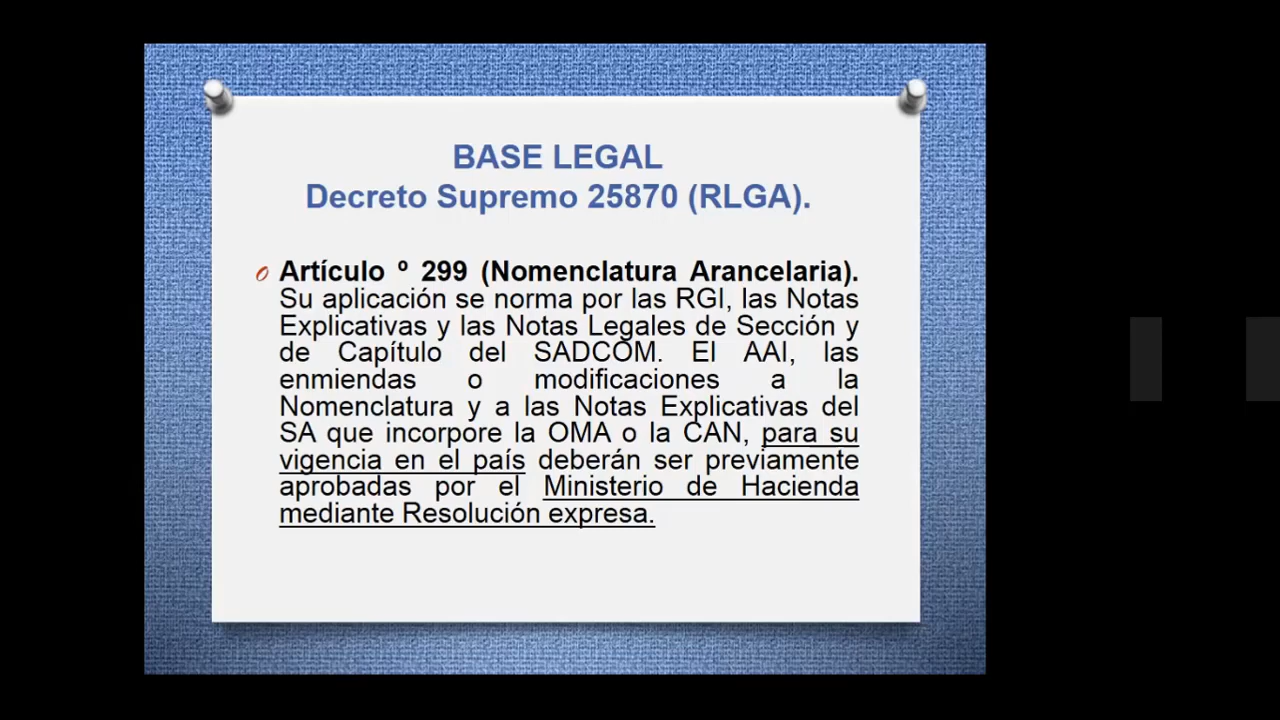 BASE LEGAL
Decreto Supremo 25870 (RLGA).
Artículo º 299 (Nomenclatura Arancelaria).
Su aplicación se norma por las RGI, las Notas
Explicativas y las Notas Legales de Sección y
de Capítulo del SADCOM. El AAI, las
enmiendas o modificaciones a la
Nomenclatura y a las Notas Explicativas del
SA que incorpore la OMA o la CAN, para su
vigencia en el país deberán ser previamente
aprobadas por el Ministerio de Hacienda
mediante Resolución expresa.